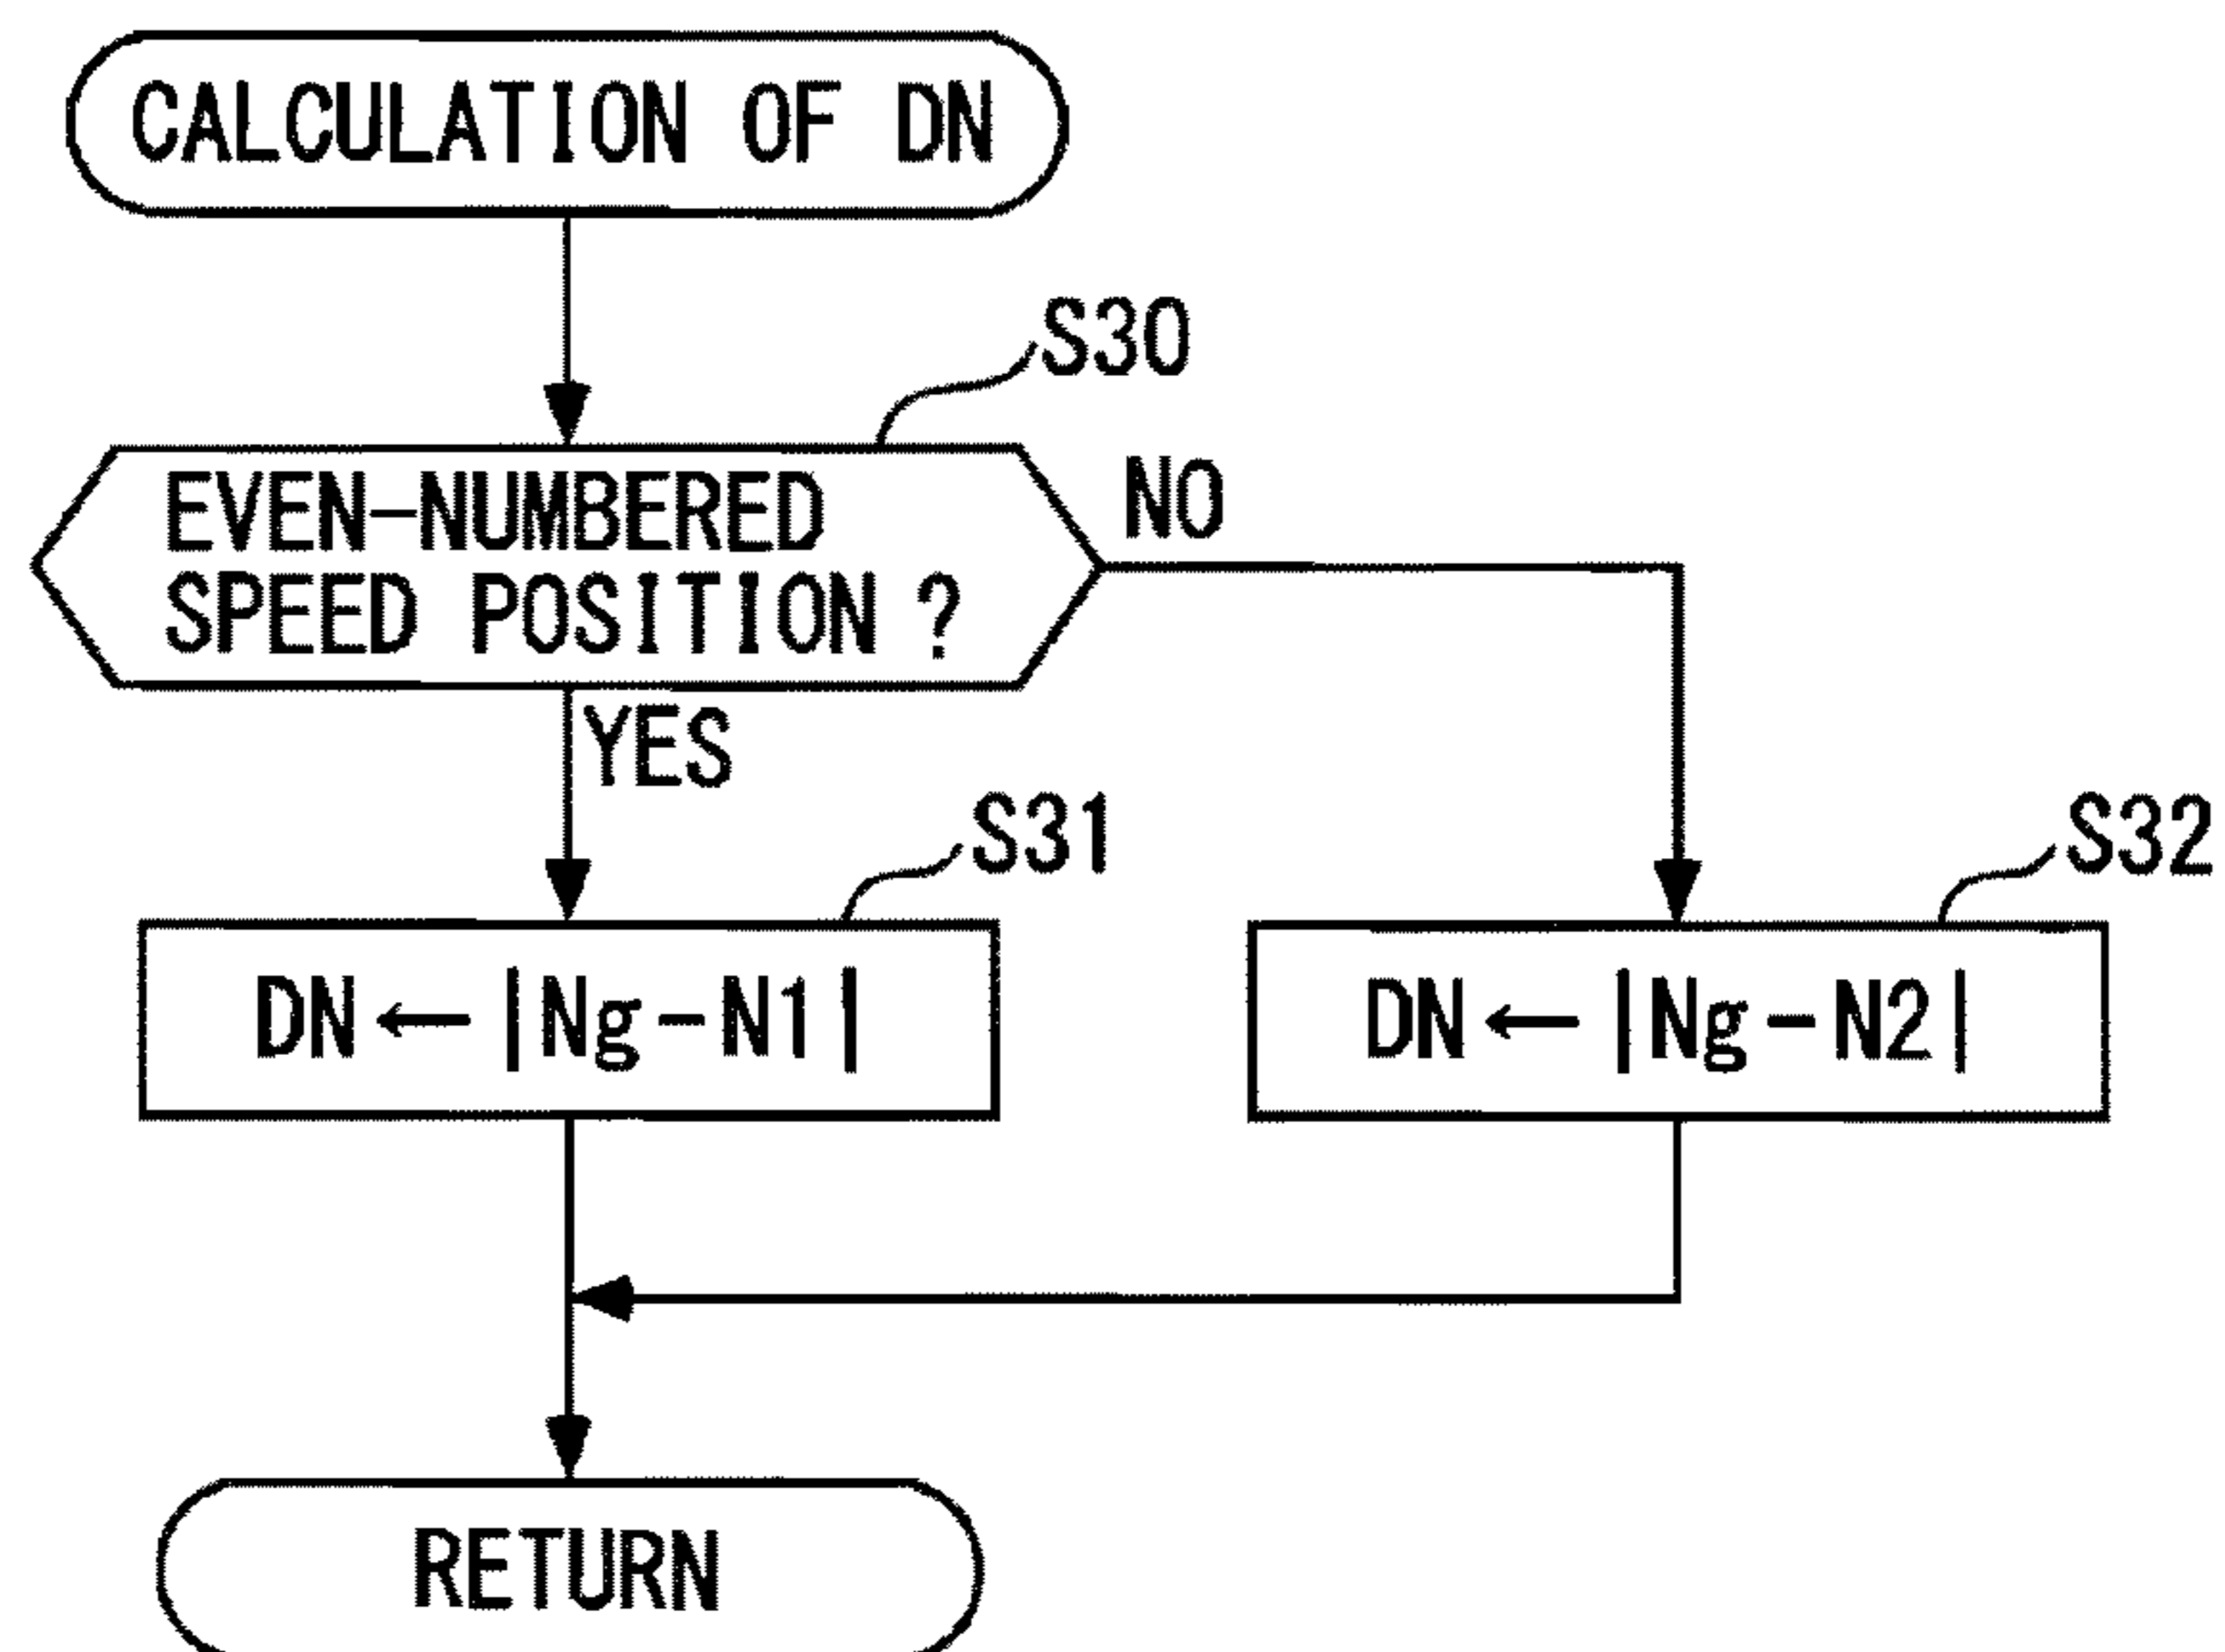 CALCULATION OF DN
S30
EVEN-NUMBERED
SPEED POSITION ?
NO
YES
S31
S32
DN←|Ng-N1|
DN←|Ng-N2|
RETURN